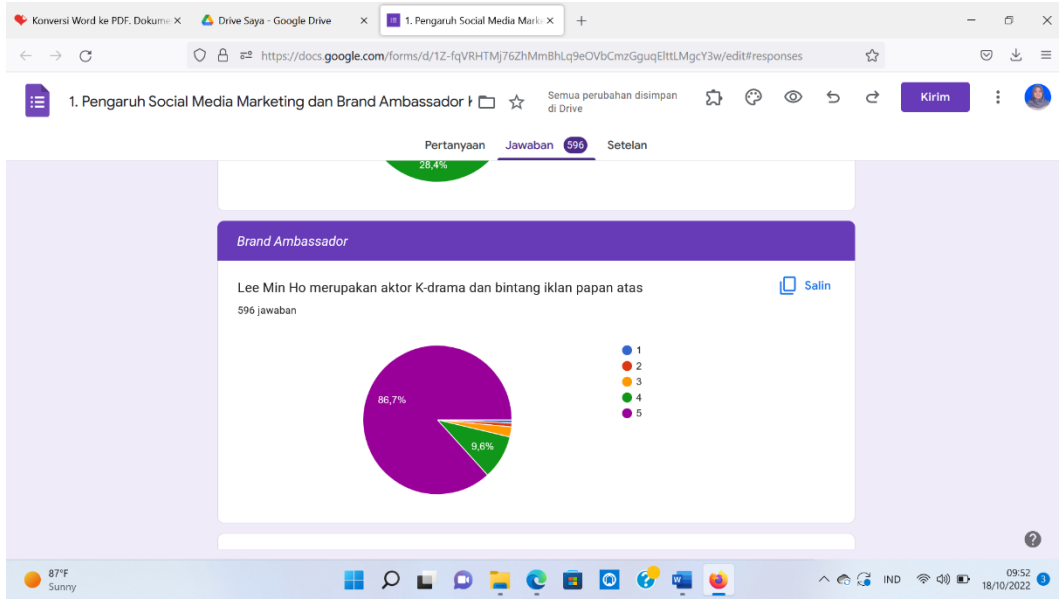 Konversi Word ke PDF. Dokume
Drive Saya - Google Drive
1. Pengaruh Social Media Marke
https://docs.google.com/forms/d/1Z-fqVRHTMj76ZhMmBhLq9eOVbCmzGguqElttLMgcY3w/edit#responses
1. Pengaruh Social Media Marketing dan Brand Ambassador
Semua perubahan disimpan
di Drive
Kirim
Pertanyaan Jawaban 596 Setelan
28,4%
Brand Ambassador
Lee Min Ho merupakan aktor K-drama dan bintang iklan papan atas
Salin
596 jawaban
86,7%
9,6%
1
2
3
4
5
87°F
Sunny
IND
09:52
18/10/2022
3